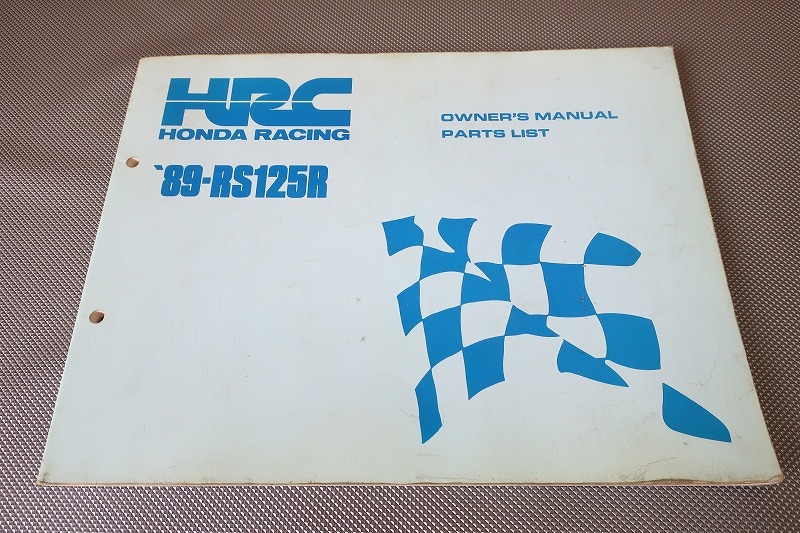 HRC
HONDA RACING
OWNER'S MANUAL
PARTS LIST
`89-RS125R